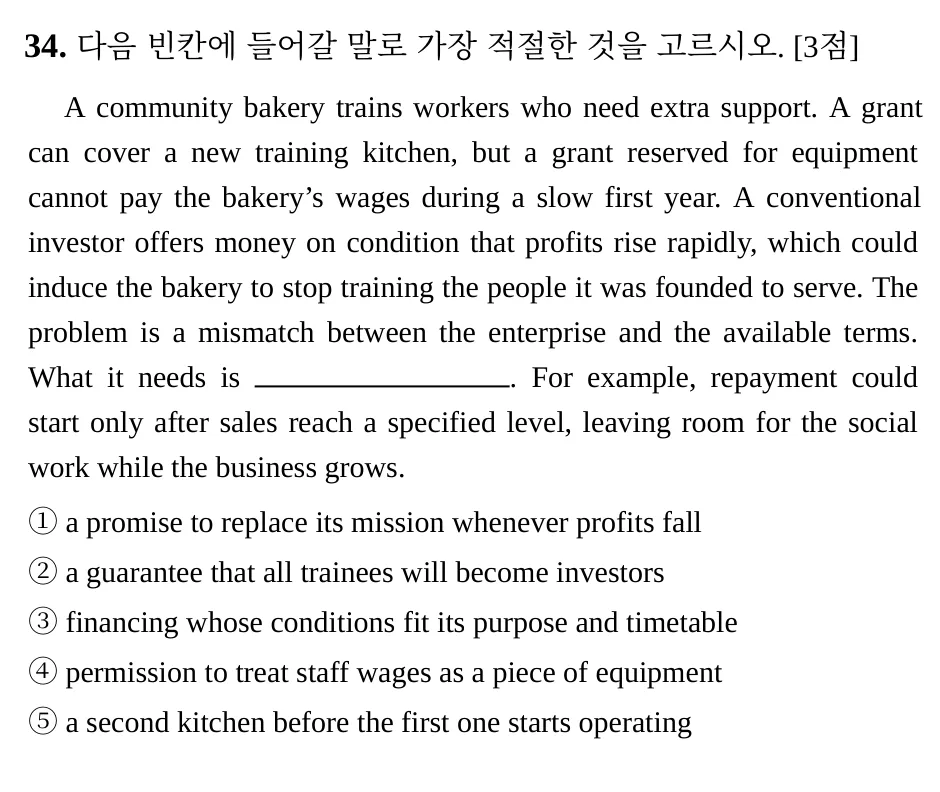 34. 다음 빈칸에 들어갈 말로 가장 적절한 것을 고르시오. [3점]
A community bakery trains workers who need extra support. A grant
can cover a new training kitchen, but a grant reserved for equipment
cannot pay the bakery’s wages during a slow first year. A conventional
investor offers money on condition that profits rise rapidly, which could
induce the bakery to stop training the people it was founded to serve. The
problem is a mismatch between the enterprise and the available terms.
What it needs is ________________. For example, repayment could
start only after sales reach a specified level, leaving room for the social
work while the business grows.
① a promise to replace its mission whenever profits fall
② a guarantee that all trainees will become investors
③ financing whose conditions fit its purpose and timetable
④ permission to treat staff wages as a piece of equipment
⑤ a second kitchen before the first one starts operating